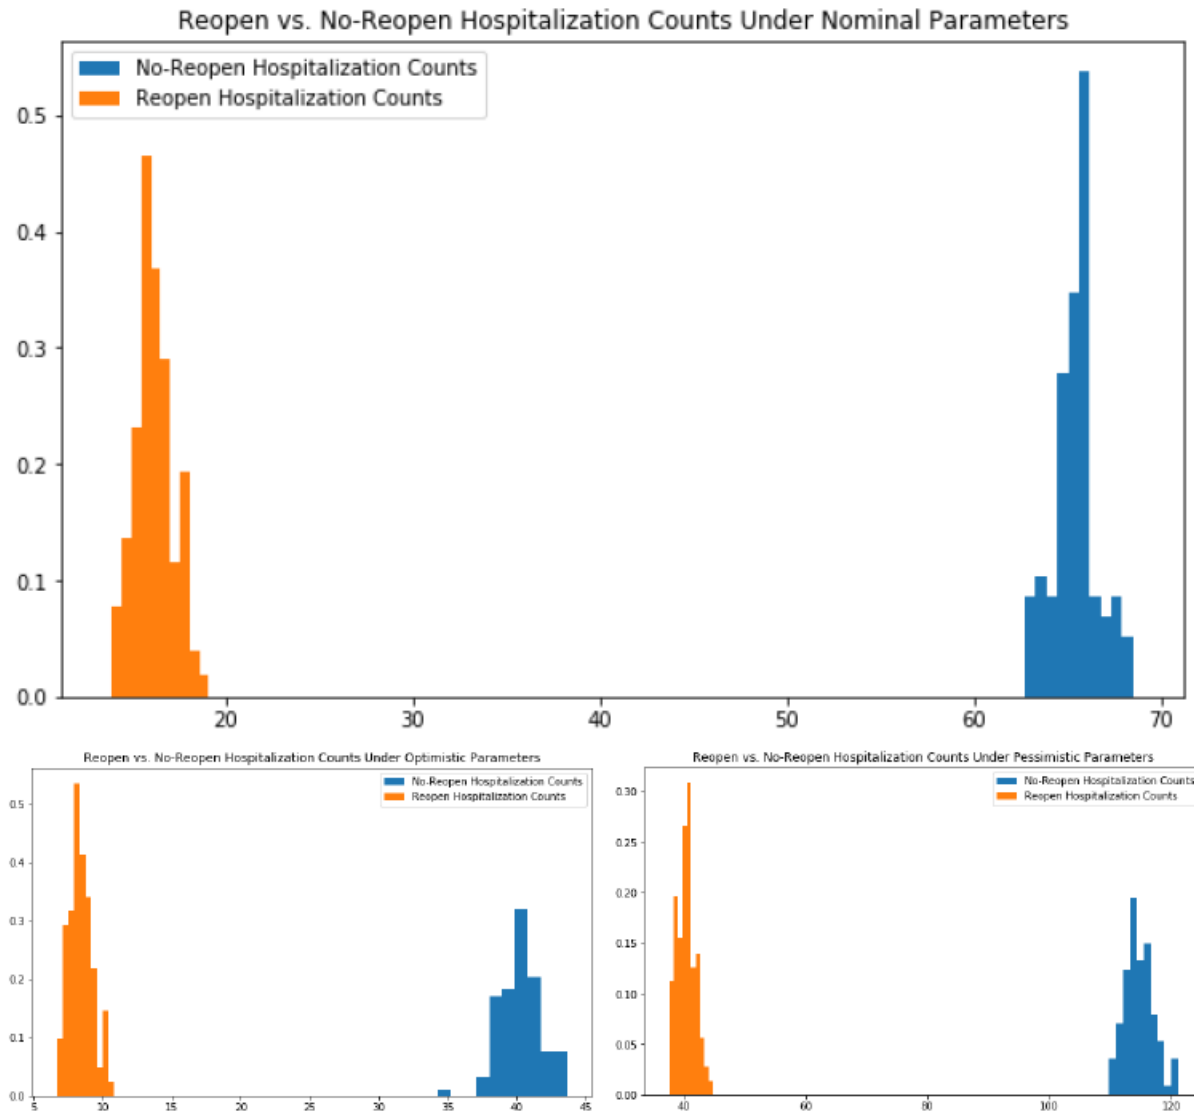 Reopen vs. No-Reopen Hospitalization Counts Under Nominal Parameters
No-Reopen Hospitalization Counts
Reopen Hospitalization Counts
0.5
0.4
0.3
0.2
0.1
0.0
20 30 40 50 60 70
Reopen vs. No-Reopen Hospitalization Counts Under Optimistic Parameters
No-Reopen Hospitalization Counts
Reopen Hospitalization Counts
0.5
0.4
0.3
0.2
0.1
0.0
5 10 15 20 25 30 35 40 45
Reopen vs. No-Reopen Hospitalization Counts Under Pessimistic Parameters
No-Reopen Hospitalization Counts
Reopen Hospitalization Counts
0.30
0.25
0.20
0.15
0.10
0.05
0.00
40 60 80 100 120